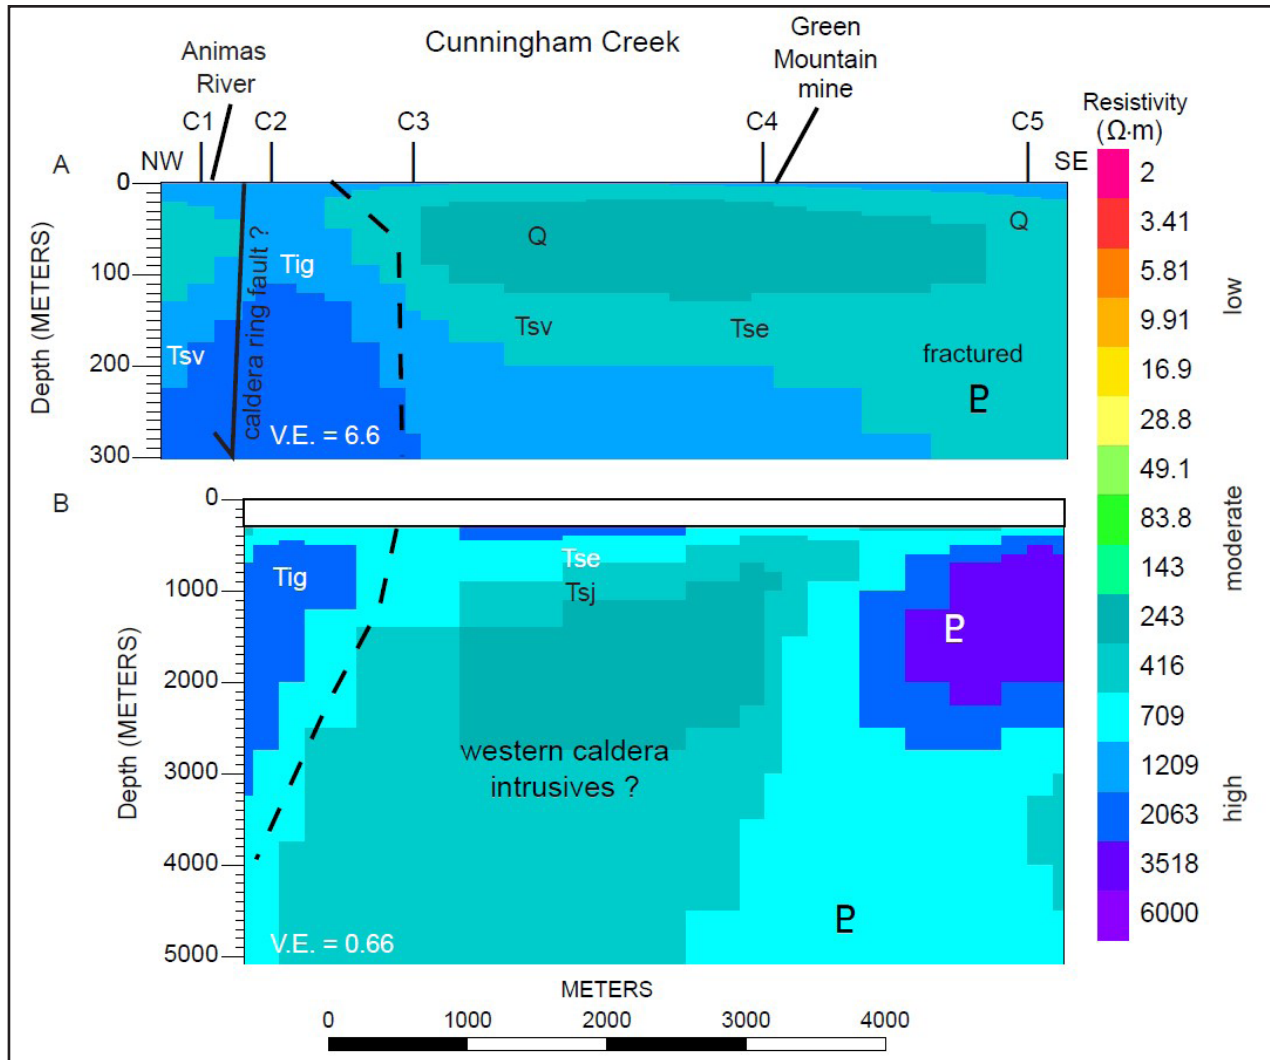 Cunningham Creek
Animas
River
Green
Mountain
mine
C1
C2
C3
C4
C5
A
NW
SE
0
100
200
300
Depth (METERS)
caldera ring fault ?
Tig
Tsv
V.E. = 6.6
Q
Q
Tsv
Tse
fractured
B
0
1000
2000
3000
4000
5000
Depth (METERS)
Tig
Tse
Tsj
western caldera
intrusives ?
V.E. = 0.66
METERS
0 1000 2000 3000 4000
Resistivity
(Ω·m)
2
3.41
5.81
9.91
16.9
28.8
49.1
83.8
143
243
416
709
1209
2063
3518
6000
low
moderate
high